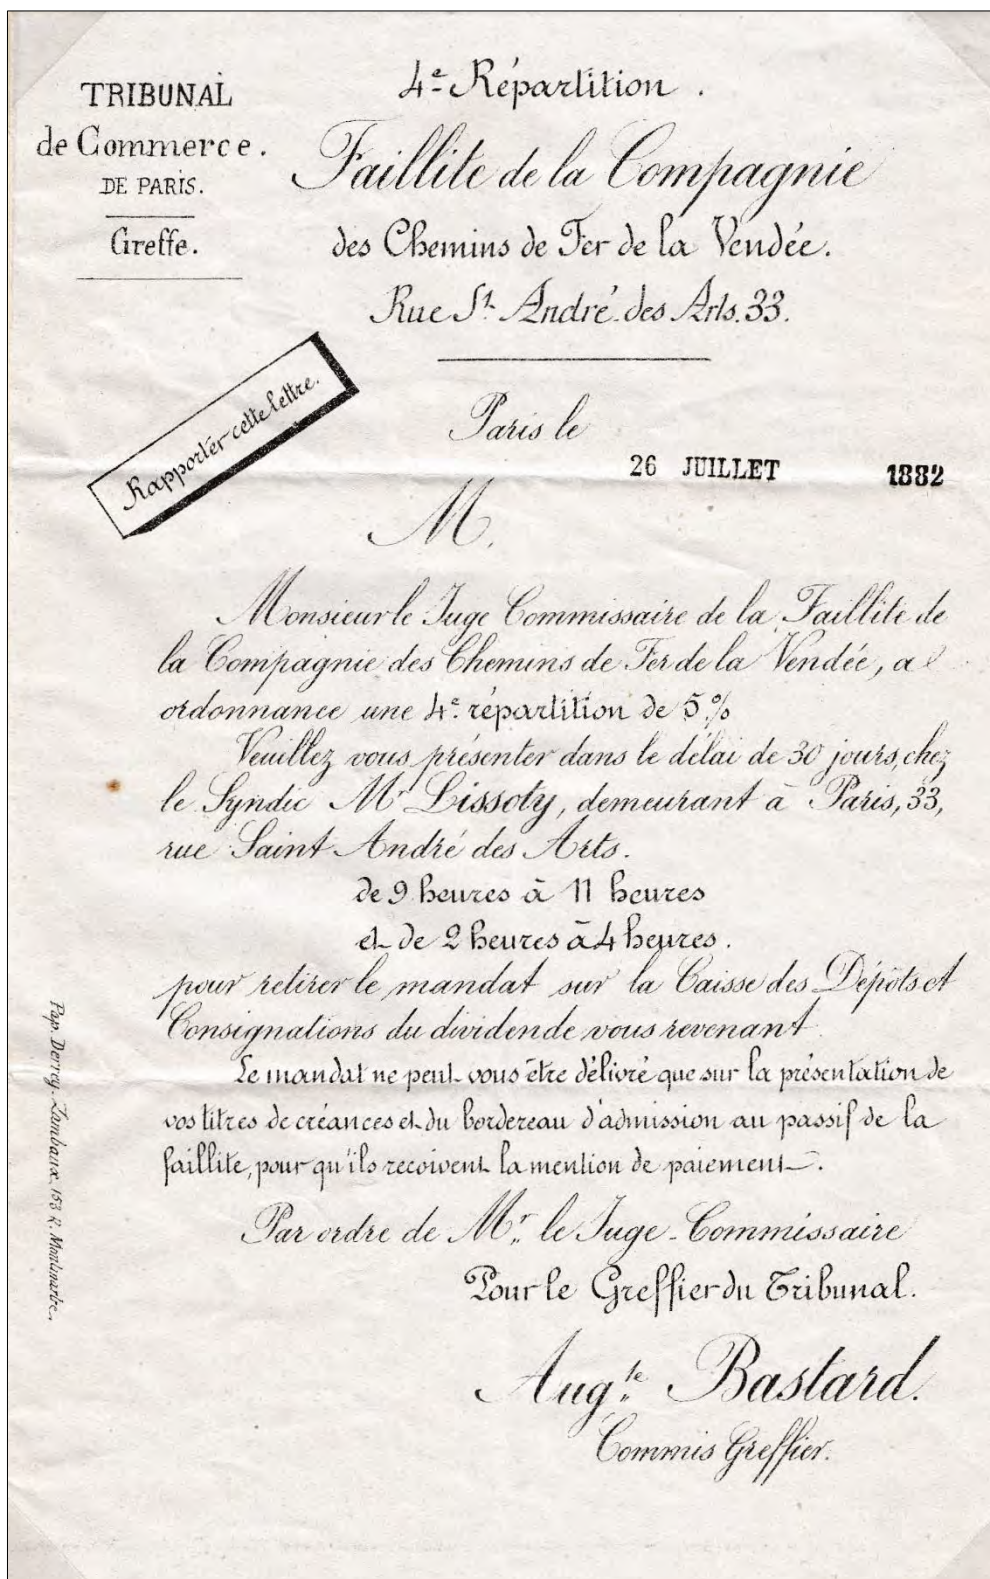 TRIBUNAL
de Commerce.
DE PARIS.
Greffe.
4e Répartition.
Faillite de la Compagnie
des Chemins de Fer de la Vendée.
Rue St. André des Arts. 33.
Rapporter cette lettre.
Paris le
26 JUILLET 1882
M.
Monsieur le Juge Commissaire de la Faillite de
la Compagnie des Chemins de Fer de la Vendée, a
ordonnance une 4e. répartition de 5%
Veuillez vous présenter dans le délai de 30 jours, chez
le Syndic Mr Lissoty, demeurant à Paris, 33,
rue Saint André des Arts.
de 9 heures à 11 heures
et de 2 heures à 4 heures.
pour retirer le mandat sur la Caisse des Dépôts et
Consignations du dividende vous revenant.
Le mandat ne peut vous être délivré que sur la présentation de
vos titres de créances et du bordereau d'admission au passif de la
faillite, pour qu'ils recoivent la mention de paiement.
Par ordre de Mr. le Juge-Commissaire
Pour le Greffier du Tribunal.
Augte. Bastard.
Commis Greffier.
Pap. Derrey. 153 r. Montmartre.